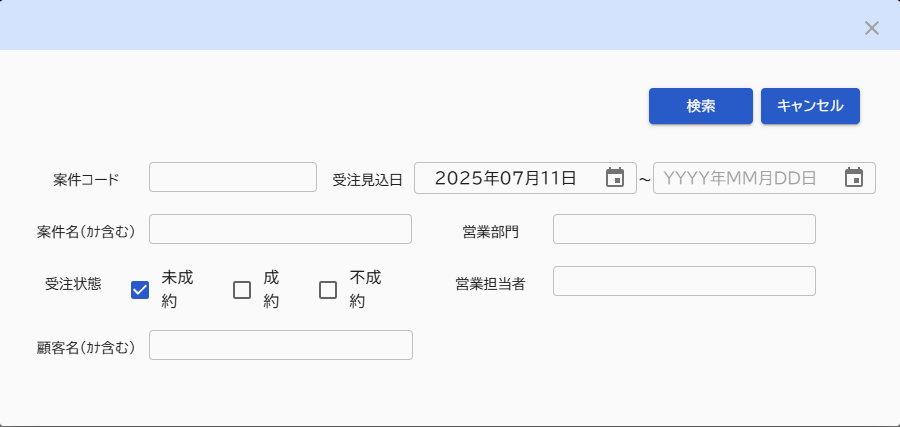 検索 キャンセル
案件コード 受注見込日 2025年07月11日 ~ YYYY年MM月DD日
案件名(ｶﾅ含む) 営業部門
受注状態 未成約 成約 不成約 営業担当者
顧客名(ｶﾅ含む)